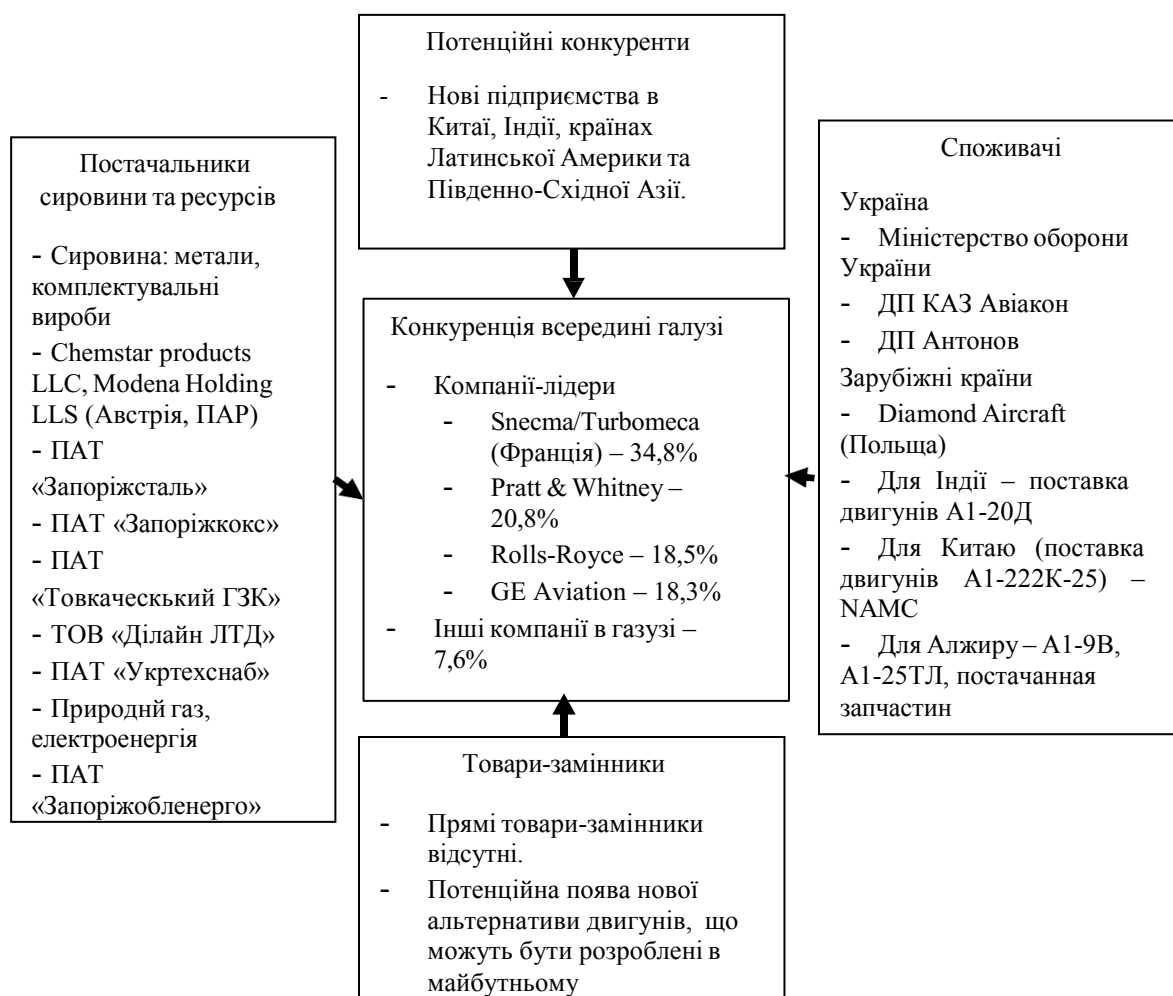 Потенційні конкуренти
- Нові підприємства в
Китаї, Індії, країнах
Латинської Америки та
Південно-Східної Азії.
Постачальники
сировини та ресурсів
- Сировина: метали,
комплектувальні
вироби
- Chemstar products
LLC, Modena Holding
LLS (Австрія, ПАР)
- ПАТ
«Запоріжсталь»
- ПАТ «Запоріжкокс»
- ПАТ
«Товкаческький ГЗК»
- ТОВ «Ділайн ЛТД»
- ПАТ «Укртехснаб»
- Природнй газ,
електроенергія
- ПАТ
«Запоріжобленерго»
Конкуренція всередині галузі
- Компанії-лідери
- Snecma/Turbomeca
(Франція) – 34,8%
- Pratt & Whitney –
20,8%
- Rolls-Royce – 18,5%
- GE Aviation – 18,3%
- Інші компанії в газузі –
7,6%
Споживачі
Україна
- Міністерство оборони
України
- ДП КАЗ Авіакон
- ДП Антонов
Зарубіжні країни
- Diamond Aircraft
(Польща)
- Для Індії – поставка
двигунів А1-20Д
- Для Китаю (поставка
двигунів А1-222К-25) –
NAMC
- Для Алжиру – А1-9В,
А1-25ТЛ, постачанная
запчастин
Товари-замінники
- Прямі товари-замінники
відсутні.
- Потенційна поява нової
альтернативи двигунів, що
можуть бути розроблені в
майбутньому